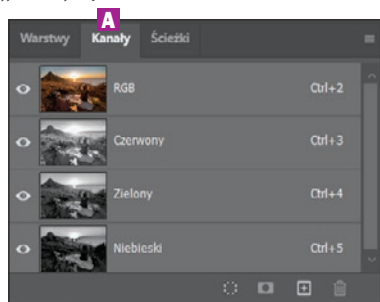 A
Warstwy Kanały Ścieżki
RGB Ctrl+2
Czerwony Ctrl+3
Zielony Ctrl+4
Niebieski Ctrl+5